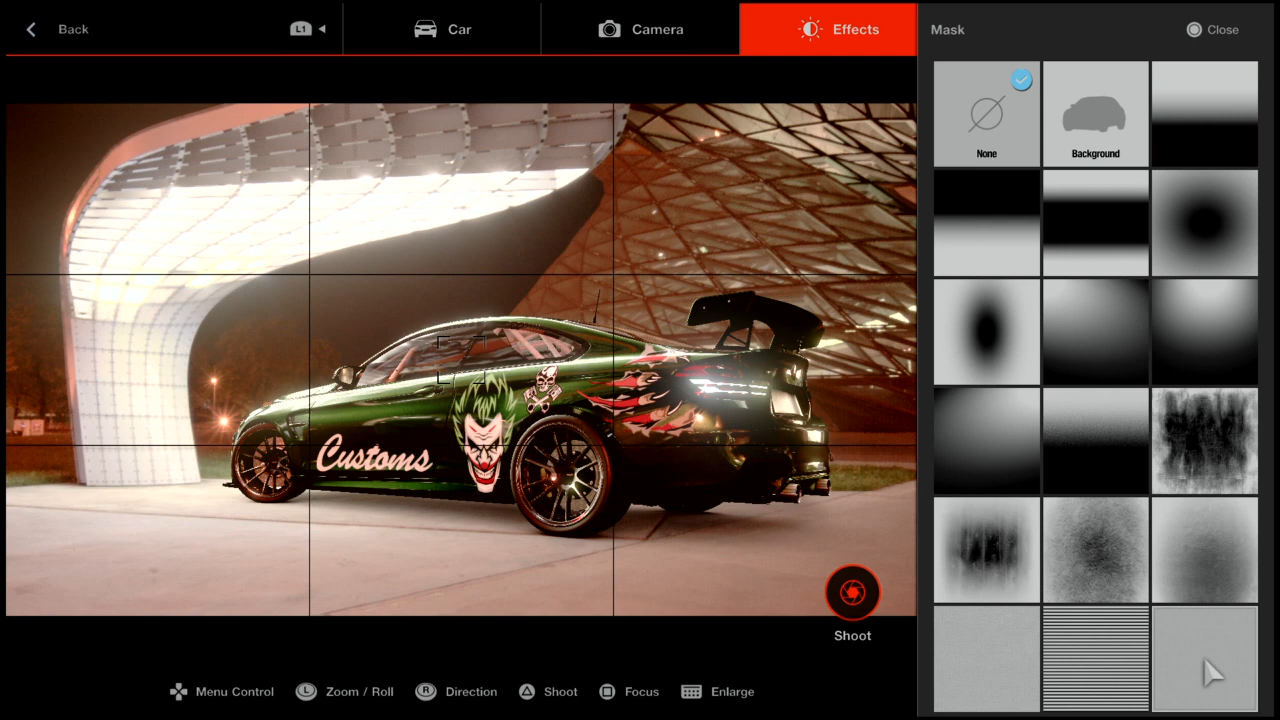 Back
L1
Car
Camera
Effects
Mask
Close
None
Background
Customs
Shoot
Menu Control
L
Zoom / Roll
R
Direction
Shoot
Focus
Enlarge